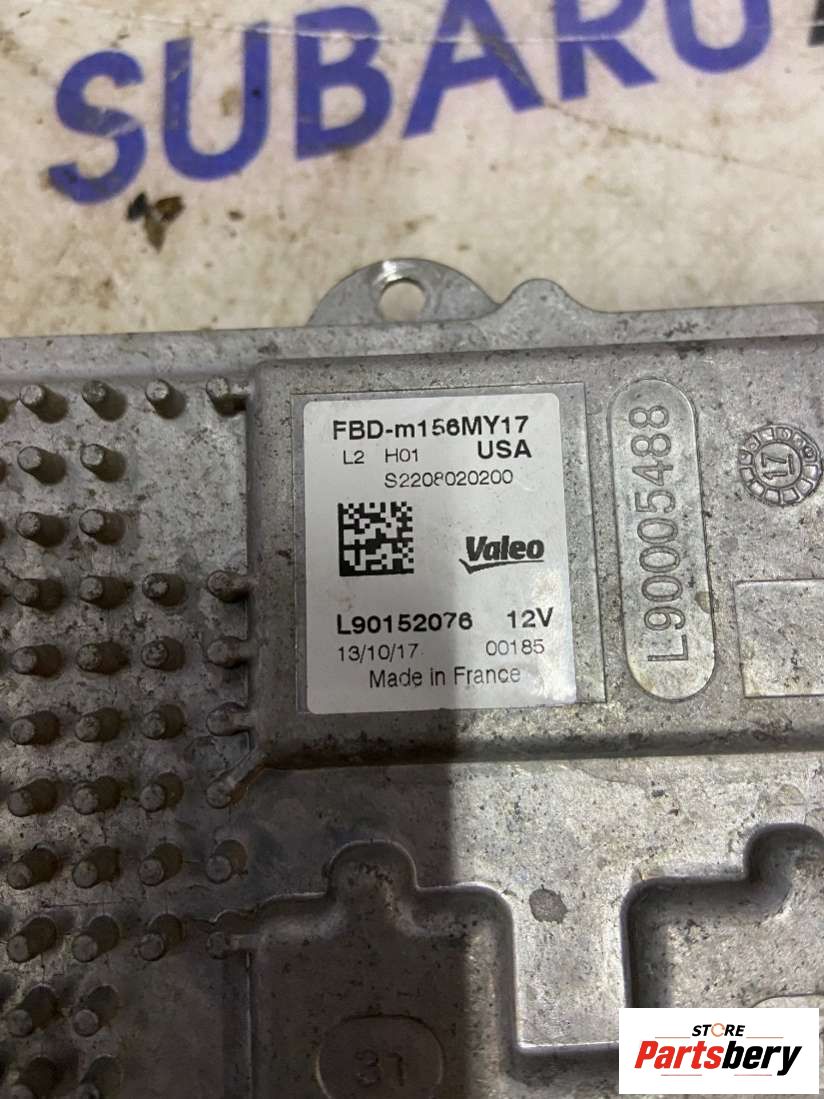 SUBARU
FBD-m156MY17
L2 H01 USA
S2208020200
Valeo
L90152076 12V
13/10/17 00185
Made in France
L90005488
17
31
STORE
Partsbery